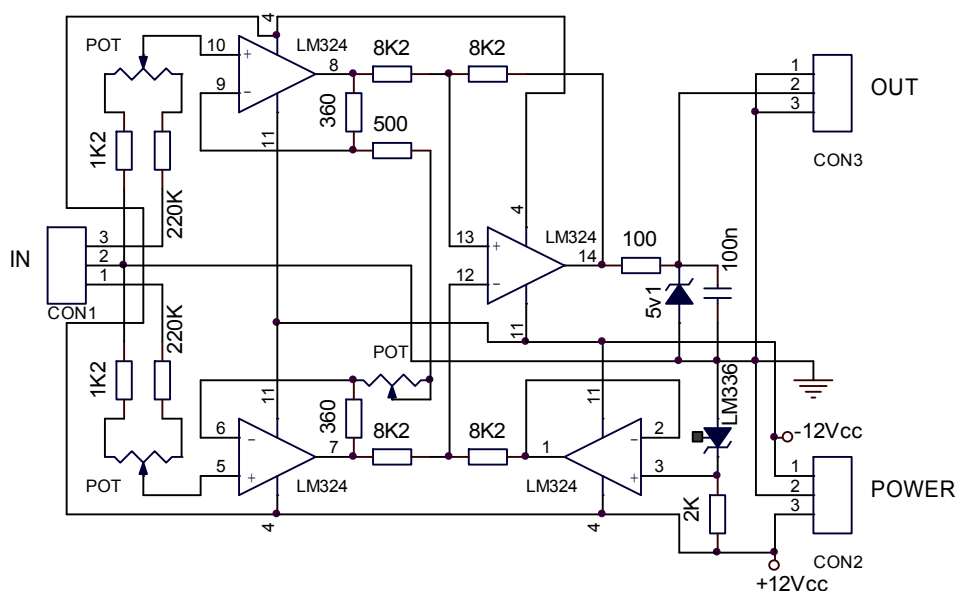 4
POT
10
+
LM324
8
8K2
8K2
9
−
360
500
11
1K2
220K
IN
3
2
1
CON1
1
2
3
OUT
CON3
4
13
+
LM324
14
12
−
100
100n
5v1
11
1K2
220K
POT
11
360
11
LM336
6
−
7
8K2
8K2
1
−
2
5
+
LM324
LM324
+
3
POT
4
4
2K
-12Vcc
1
2
3
POWER
CON2
+12Vcc